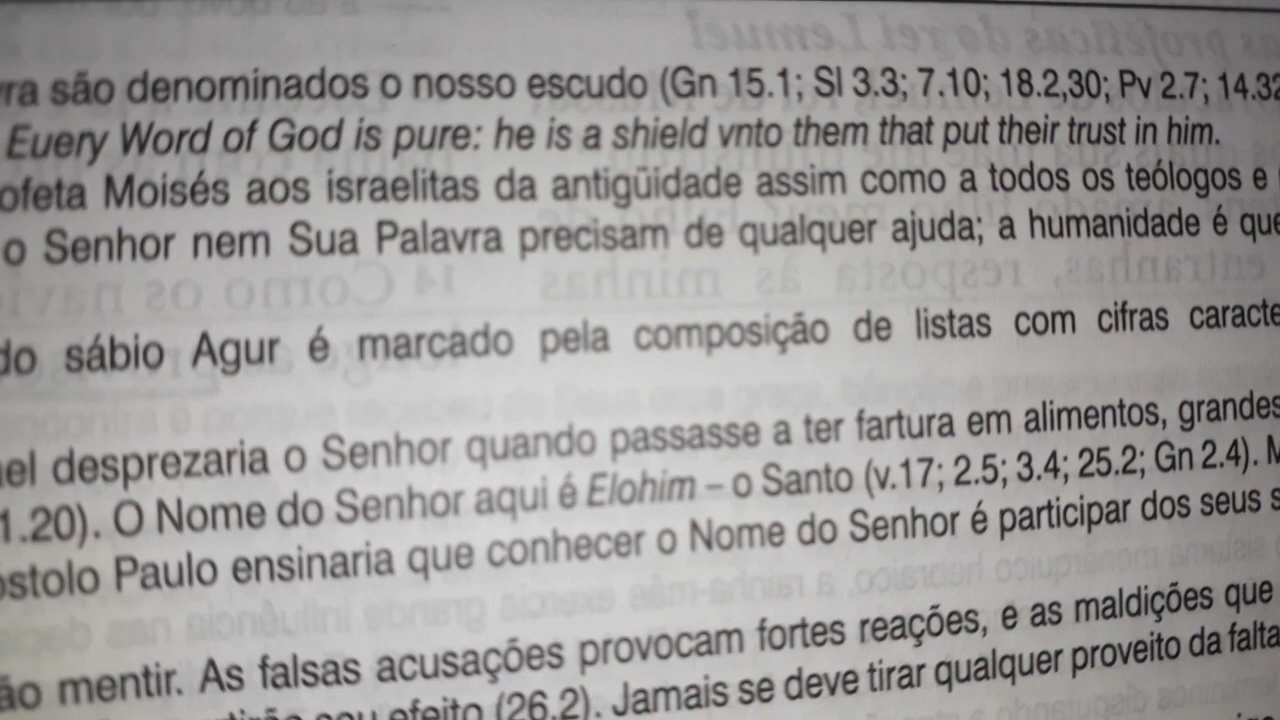 vra são denominados o nosso escudo (Gn 15.1; Sl 3.3; 7.10; 18.2,30; Pv 2.7; 14.32
Euery Word of God is pure: he is a shield vnto them that put their trust in him.
ofeta Moisés aos israelitas da antigüidade assim como a todos os teólogos e
o Senhor nem Sua Palavra precisam de qualquer ajuda; a humanidade é que
do sábio Agur é marcado pela composição de listas com cifras caracte
el desprezaria o Senhor quando passasse a ter fartura em alimentos, grandes
1.20). O Nome do Senhor aqui é Elohim – o Santo (v.17; 2.5; 3.4; 25.2; Gn 2.4). M
óstolo Paulo ensinaria que conhecer o Nome do Senhor é participar dos seus s
ão mentir. As falsas acusações provocam fortes reações, e as maldições que
seu efeito (26.2). Jamais se deve tirar qualquer proveito da falta